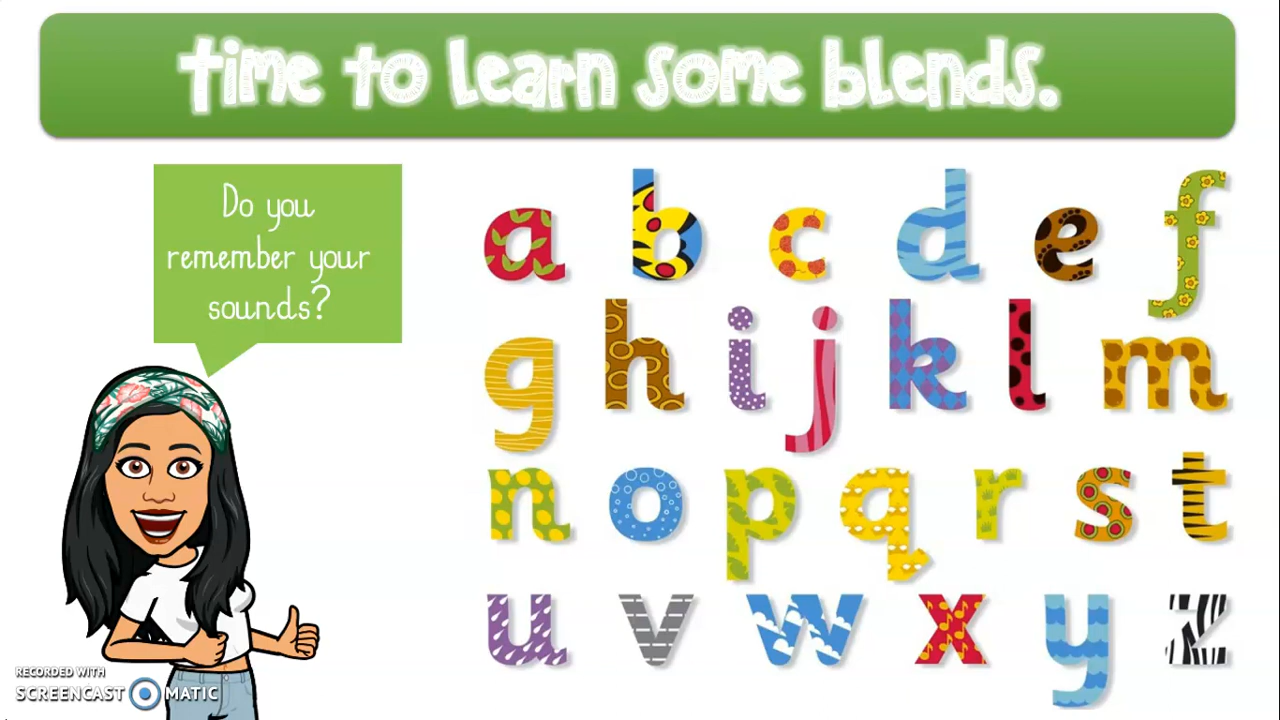 time to learn some blends.
Do you
remember your
sounds?
a b c d e f
g h i j k l m
n o p q r s t
u v w x y z
RECORDED WITH
SCREENCAST MATIC